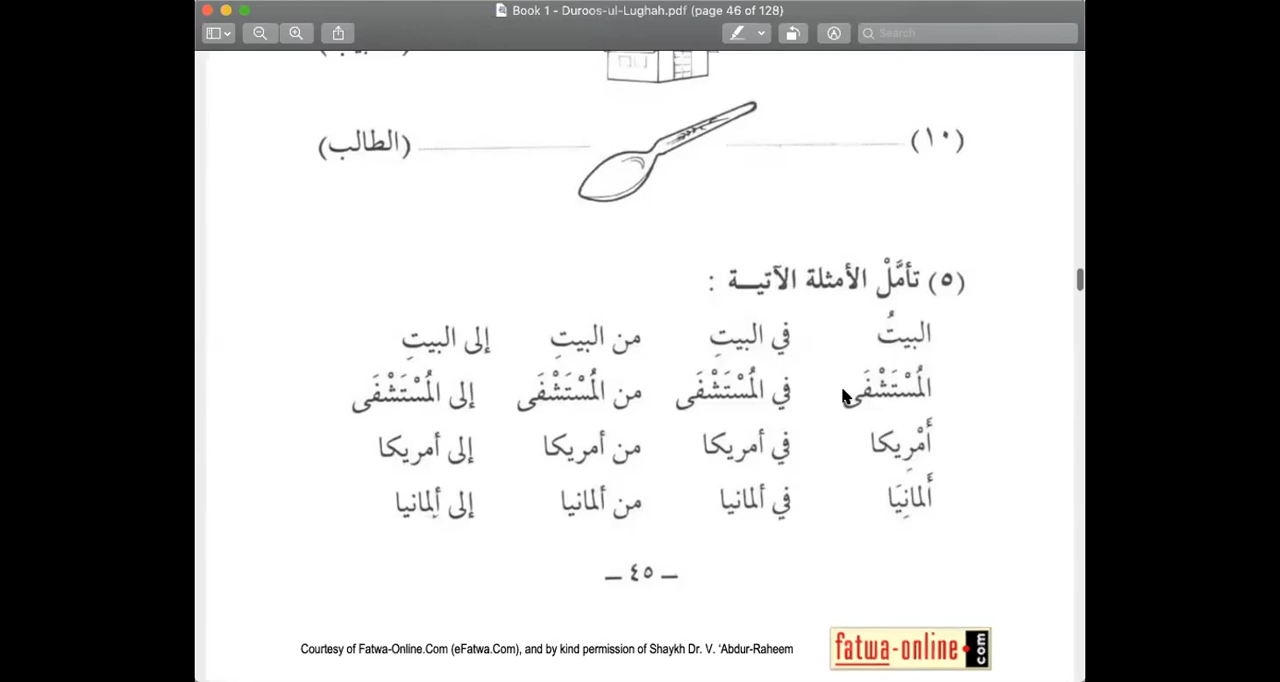 Book 1 - Duroos-ul-Lughah.pdf (page 46 of 128)
Search
(١٠) (الطالب)
(٥) تأمَّلْ الأمثلة الآتيــة :
البيتُ في البيتِ من البيتِ إلى البيتِ
المُسْتَشْفَى في المُسْتَشْفَى من المُسْتَشْفَى إلى المُسْتَشْفَى
أَمْرِيكا في أمريكا من أمريكا إلى أمريكا
أَلمانِيَا في ألمانيا من ألمانيا إلى ألمانيا
– ٤٥ –
Courtesy of Fatwa-Online.Com (eFatwa.Com), and by kind permission of Shaykh Dr. V. ‘Abdur-Raheem
fatwa-online.com